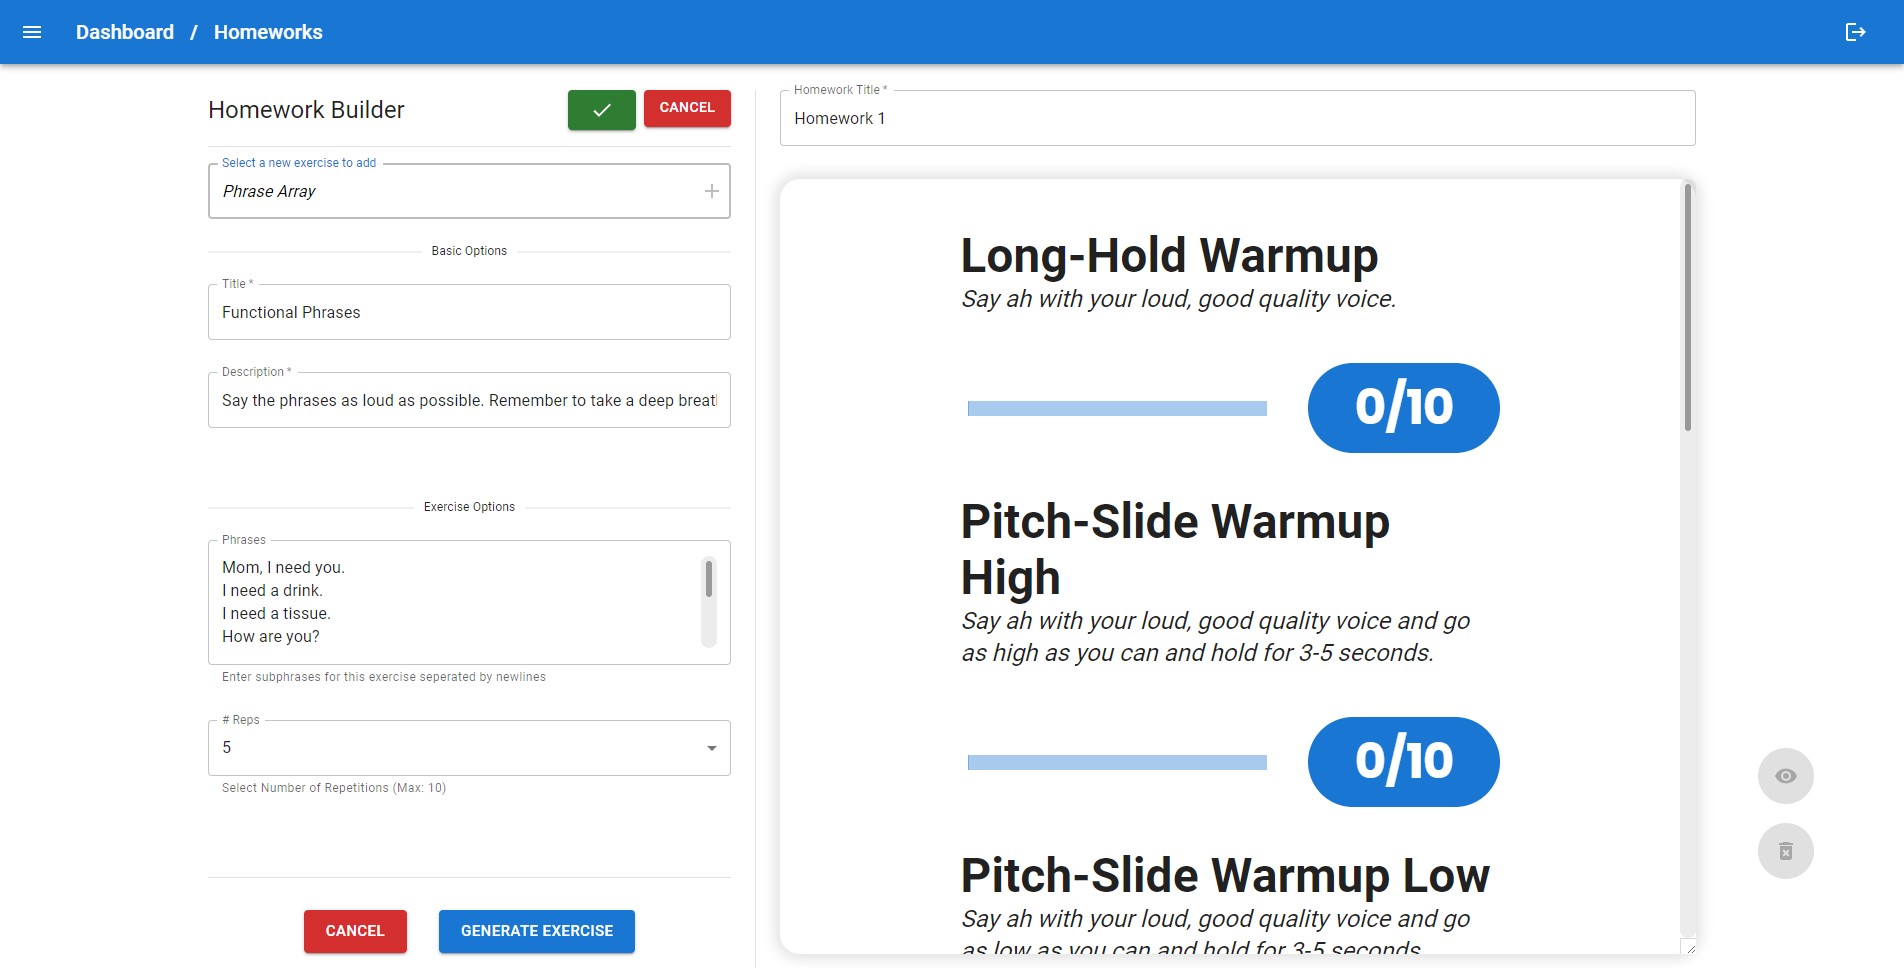 Dashboard / Homeworks
Homework Builder
CANCEL
Select a new exercise to add
Phrase Array
Basic Options
Title *
Functional Phrases
Description *
Say the phrases as loud as possible. Remember to take a deep
Exercise Options
Phrases
Mom, I need you.
I need a drink.
I need a tissue.
How are you?
Enter subphrases for this exercise seperated by newlines
# Reps
5
Select Number of Repetitions (Max: 10)
CANCEL
GENERATE EXERCISE
Homework Title *
Homework 1
Long-Hold Warmup
Say ah with your loud, good quality voice.
0/10
Pitch-Slide Warmup
High
Say ah with your loud, good quality voice and go
as high as you can and hold for 3-5 seconds.
0/10
Pitch-Slide Warmup Low
Say ah with your loud, good quality voice and go
as low as you can and hold for 3-5 seconds